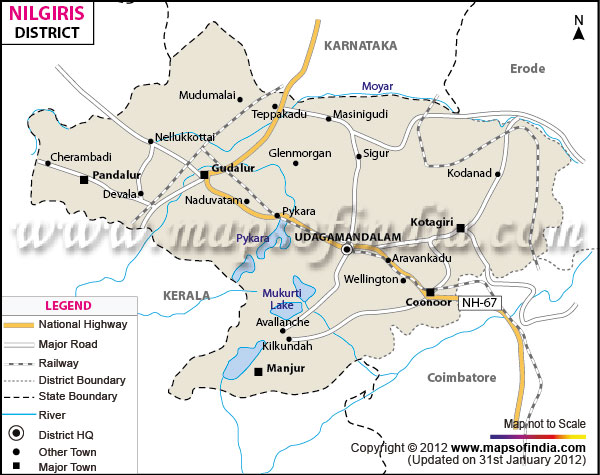 NILGIRIS
DISTRICT
KARNATAKA
N
Erode
Moyar
Mudumalai
Teppakadu
Masinigudi
Nellukkottai
Cherambadi
Glenmorgan
Sigur
Pandalur
Gudalur
Kodanad
Devala
Naduvatam
Pykara
Kotagiri
www.mapsofindia.com
Pykara
UDAGAMANDALAM
Aravankadu
Wellington
KERALA
Mukurti
Lake
Coonoor
NH-67
Avallanche
Kilkundah
Manjur
Coimbatore
LEGEND
National Highway
Major Road
Railway
District Boundary
State Boundary
River
District HQ
Other Town
Major Town
Map not to Scale
Copyright © 2012 www.mapsofindia.com
(Updated on 31st January 2012)